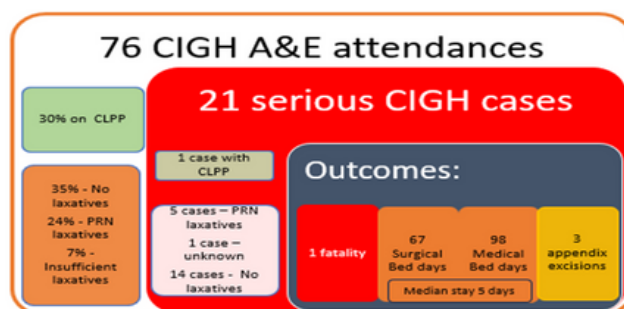 76 CIGH A&E attendances
21 serious CIGH cases
30% on CLPP
35% - No
laxatives
24% - PRN
laxatives
7% -
Insufficient
laxatives
1 case with
CLPP
5 cases – PRN
laxatives
1 case –
unknown
14 cases - No
laxatives
Outcomes:
1 fatality
67
Surgical
Bed days
98
Medical
Bed days
Median stay 5 days
3
appendix
excisions